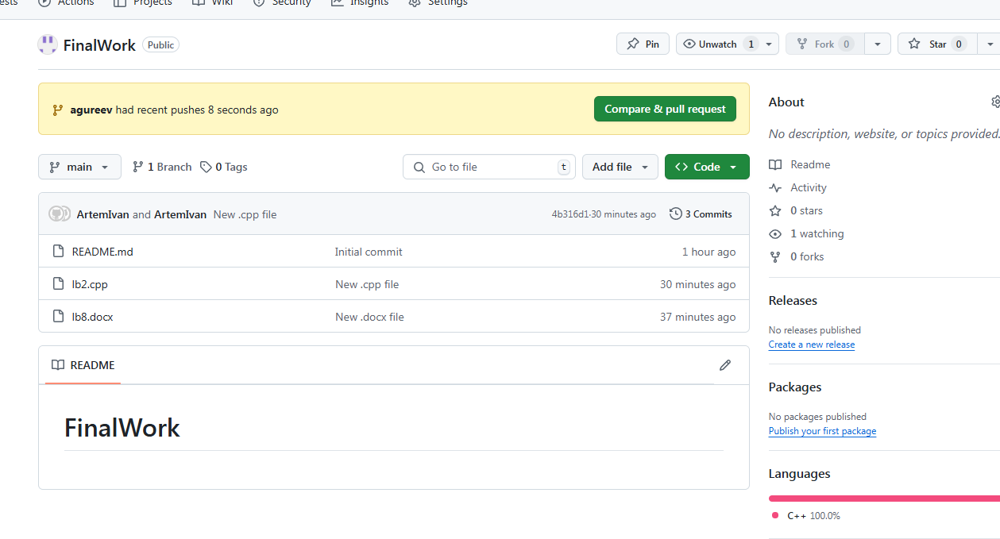 ests Actions Projects Wiki Security Insights Settings
FinalWork Public Pin Unwatch 1 Fork 0 Star 0
agureev had recent pushes 8 seconds ago Compare & pull request
main 1 Branch 0 Tags Go to file t Add file Code
ArtemIvan and ArtemIvan New .cpp file 4b316d1·30 minutes ago 3 Commits
README.md Initial commit 1 hour ago
lb2.cpp New .cpp file 30 minutes ago
lb8.docx New .docx file 37 minutes ago
README
FinalWork
About
No description, website, or topics provided.
Readme
Activity
0 stars
1 watching
0 forks
Releases
No releases published
Create a new release
Packages
No packages published
Publish your first package
Languages
C++ 100.0%